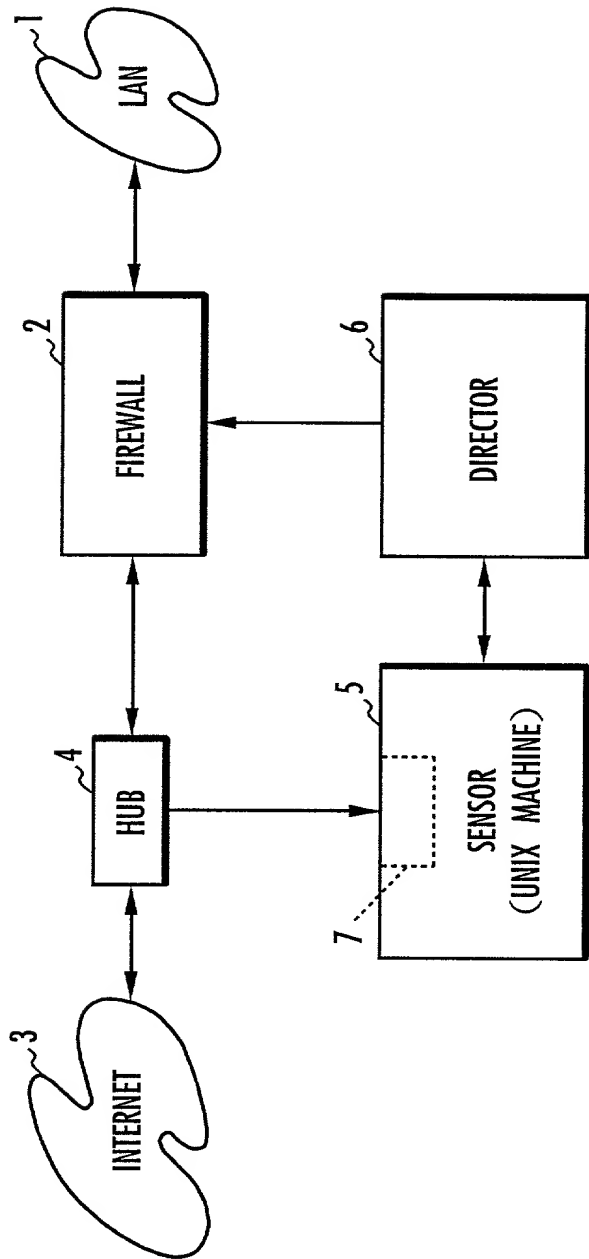 1
LAN
2
FIREWALL
6
DIRECTOR
4
HUB
5
7
SENSOR
(UNIX MACHINE)
3
INTERNET